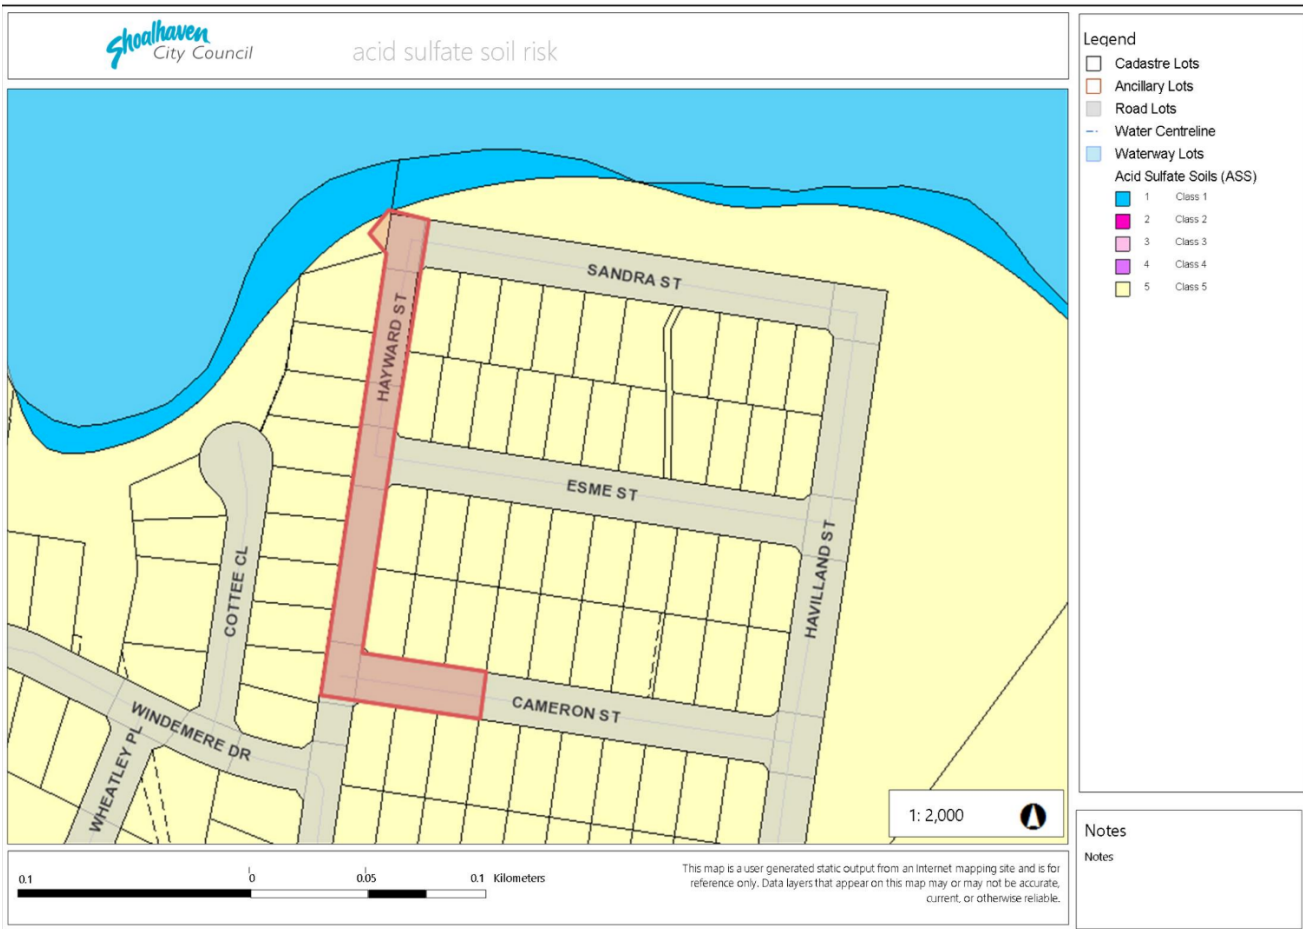 Shoalhaven
City Council
acid sulfate soil risk
Legend
Cadastre Lots
Ancillary Lots
Road Lots
Water Centreline
Waterway Lots
Acid Sulfate Soils (ASS)
1 Class 1
2 Class 2
3 Class 3
4 Class 4
5 Class 5
SANDRA ST
HAYWARD ST
ESME ST
HAVILLAND ST
COTTEE CL
CAMERON ST
WINDEMERE DR
WHEATLEY PL
1: 2,000
Notes
Notes
0.1 0 0.05 0.1 Kilometers
This map is a user generated static output from an Internet mapping site and is for
reference only. Data layers that appear on this map may or may not be accurate,
current, or otherwise reliable.